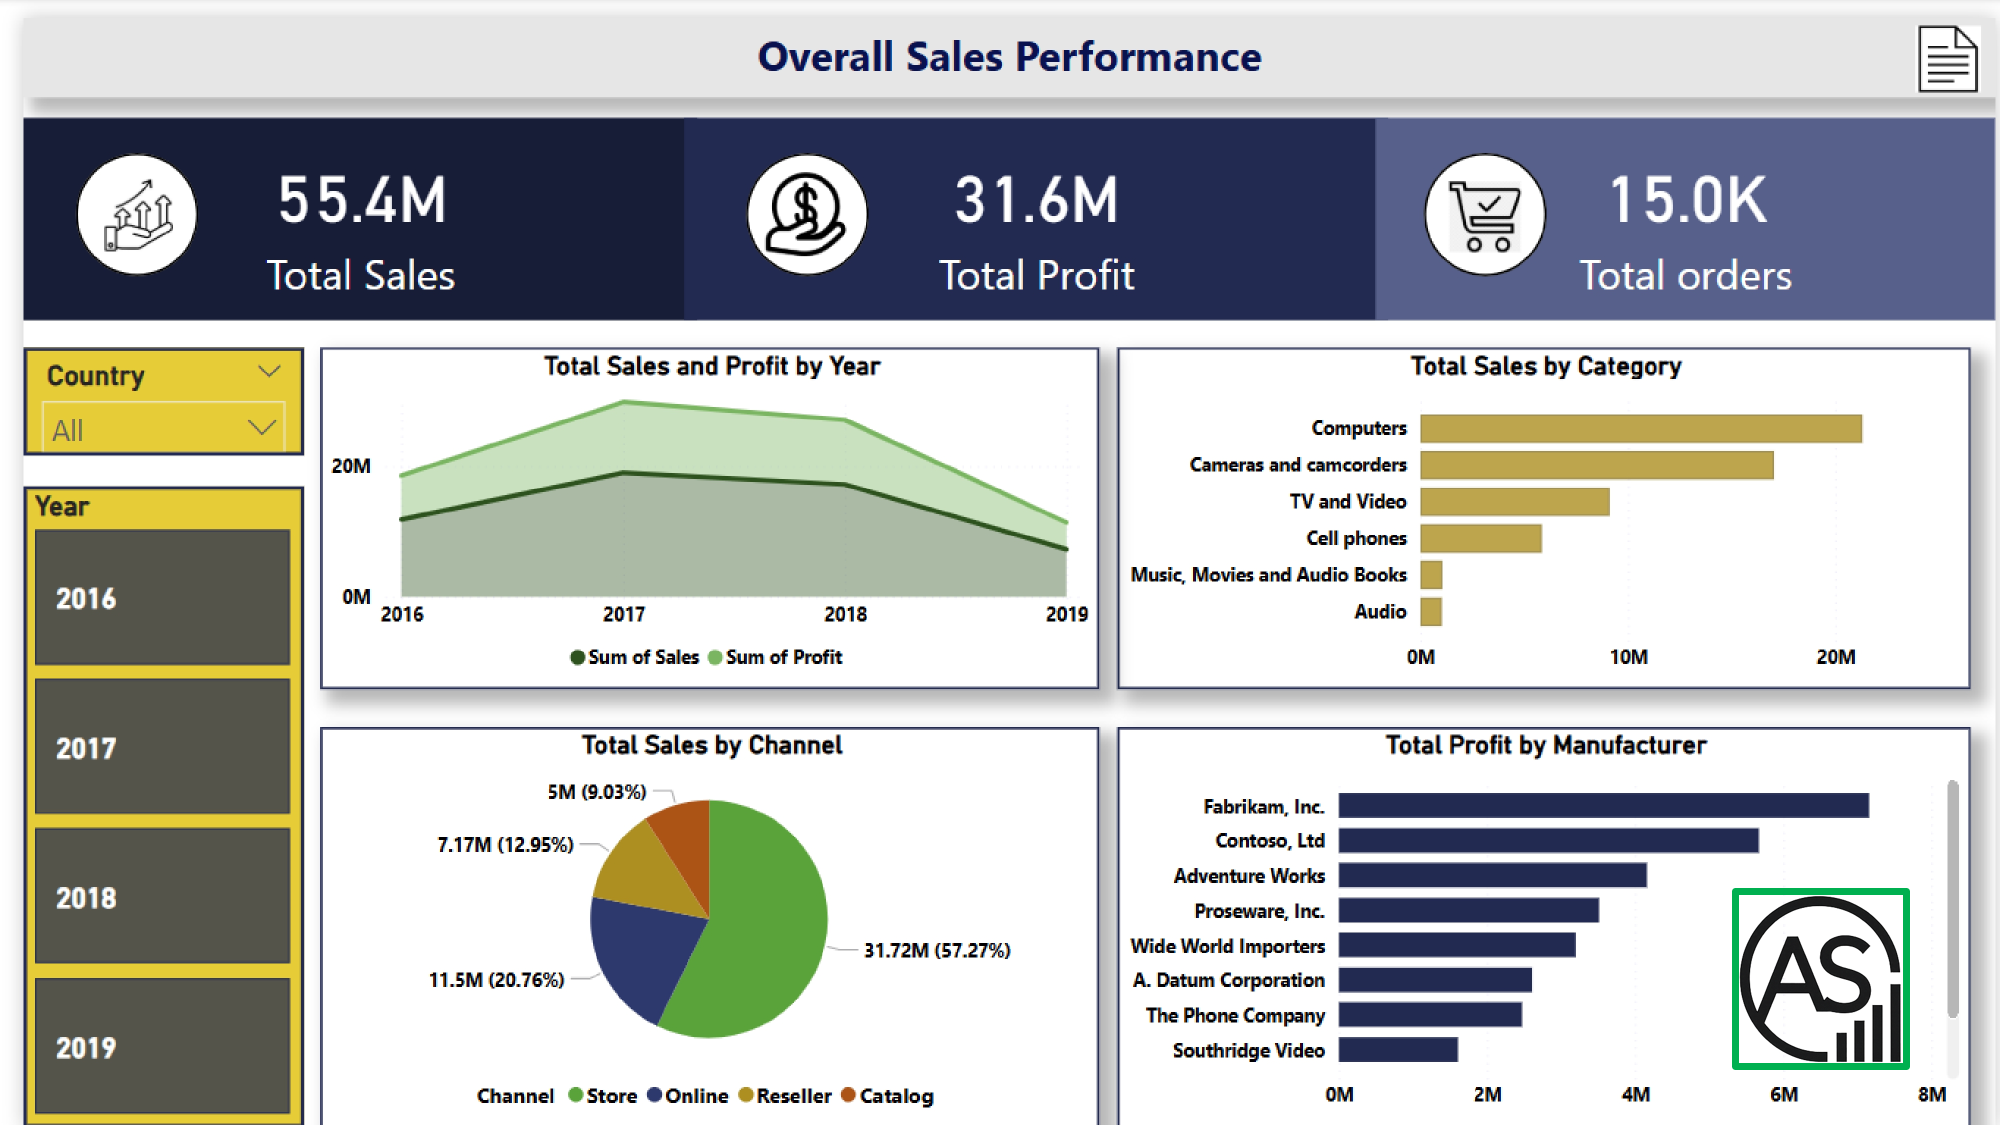 Overall Sales Performance
55.4M
Total Sales
31.6M
Total Profit
15.0K
Total orders
Country
All
Year
2016
2017
2018
2019
Total Sales and Profit by Year
20M
0M
2016 2017 2018 2019
Sum of Sales Sum of Profit
Total Sales by Category
Computers
Cameras and camcorders
TV and Video
Cell phones
Music, Movies and Audio Books
Audio
0M 10M 20M
Total Sales by Channel
5M (9.03%)
7.17M (12.95%)
31.72M (57.27%)
11.5M (20.76%)
Channel Store Online Reseller Catalog
Total Profit by Manufacturer
Fabrikam, Inc.
Contoso, Ltd
Adventure Works
Proseware, Inc.
Wide World Importers
A. Datum Corporation
The Phone Company
Southridge Video
0M 2M 4M 6M 8M
AS